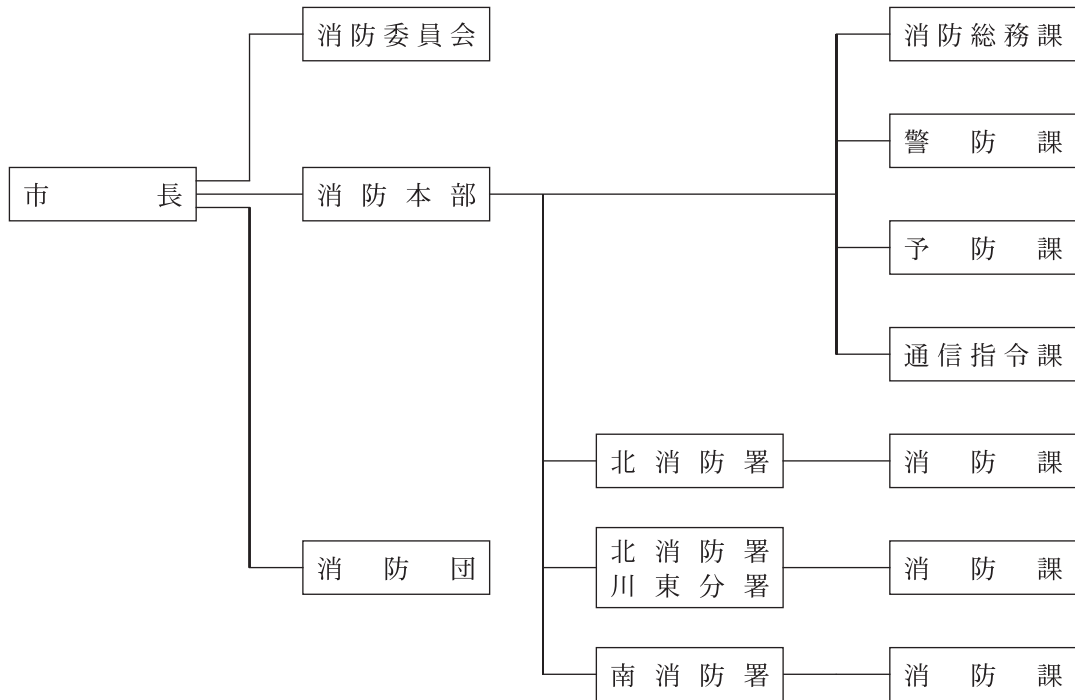 消防委員会
消防総務課
警防課
市長
消防本部
予防課
通信指令課
北消防署
消防課
消防団
北消防署
川東分署
消防課
南消防署
消防課